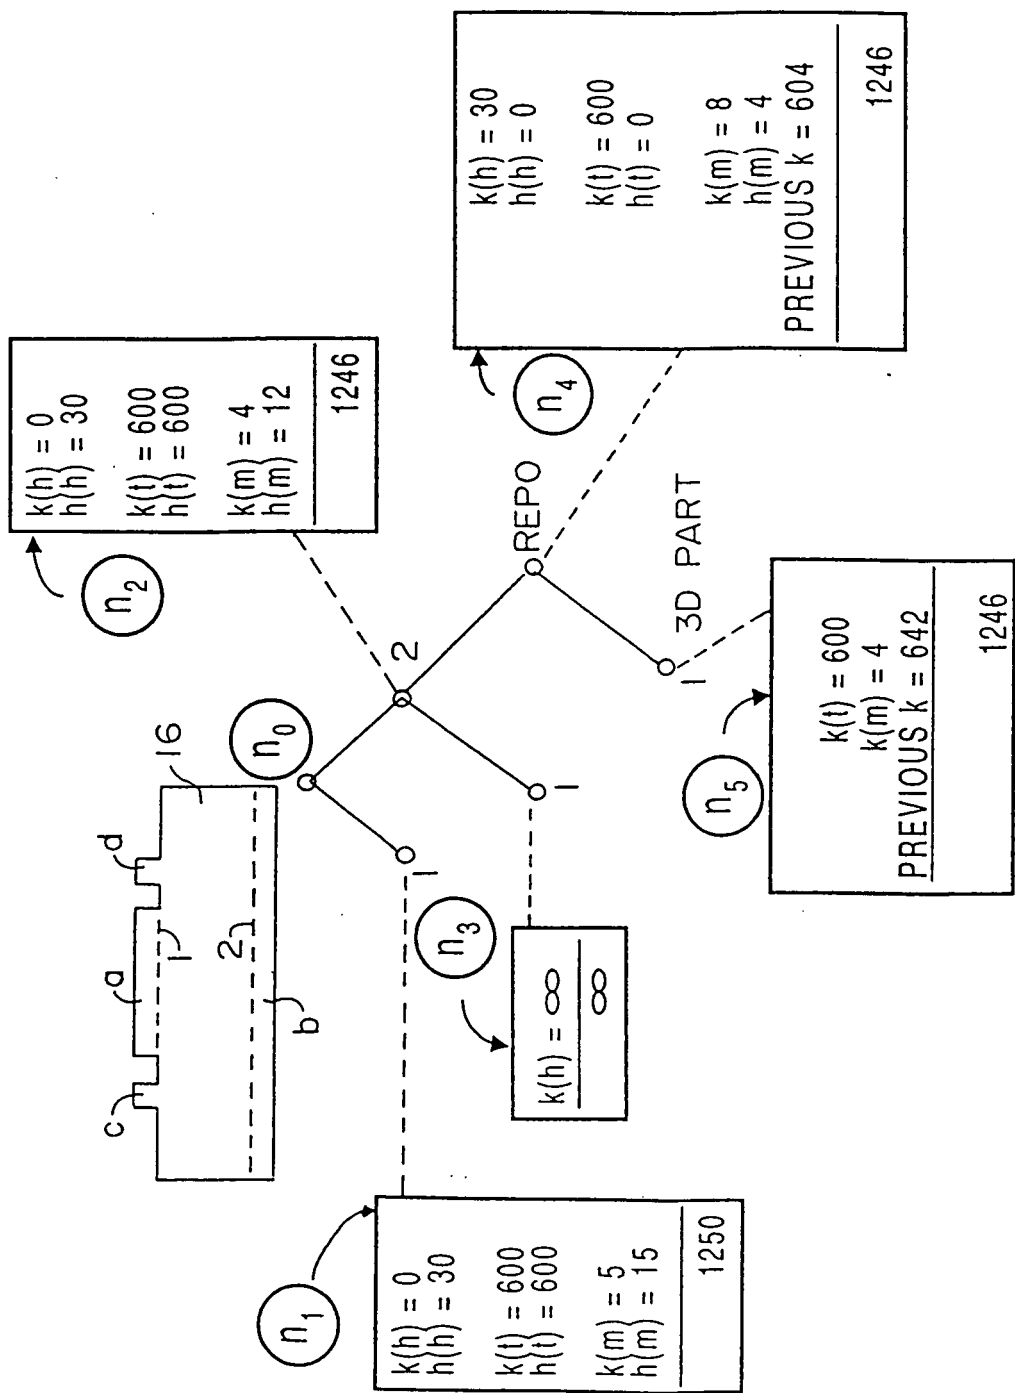 c
a
d
16
1
2
b
n0
n2
k(h) = 0
h(h) = 30
k(t) = 600
h(t) = 600
k(m) = 4
h(m) = 12
1246
n1
k(h) = 0
h(h) = 30
k(t) = 600
h(t) = 600
k(m) = 5
h(m) = 15
1250
1
2
n3
k(h) = ∞
∞
1
REPO
n4
k(h) = 30
h(h) = 0
k(t) = 600
h(t) = 0
k(m) = 8
h(m) = 4
PREVIOUS k = 604
1246
1
3D PART
n5
k(t) = 600
k(m) = 4
PREVIOUS k = 642
1246